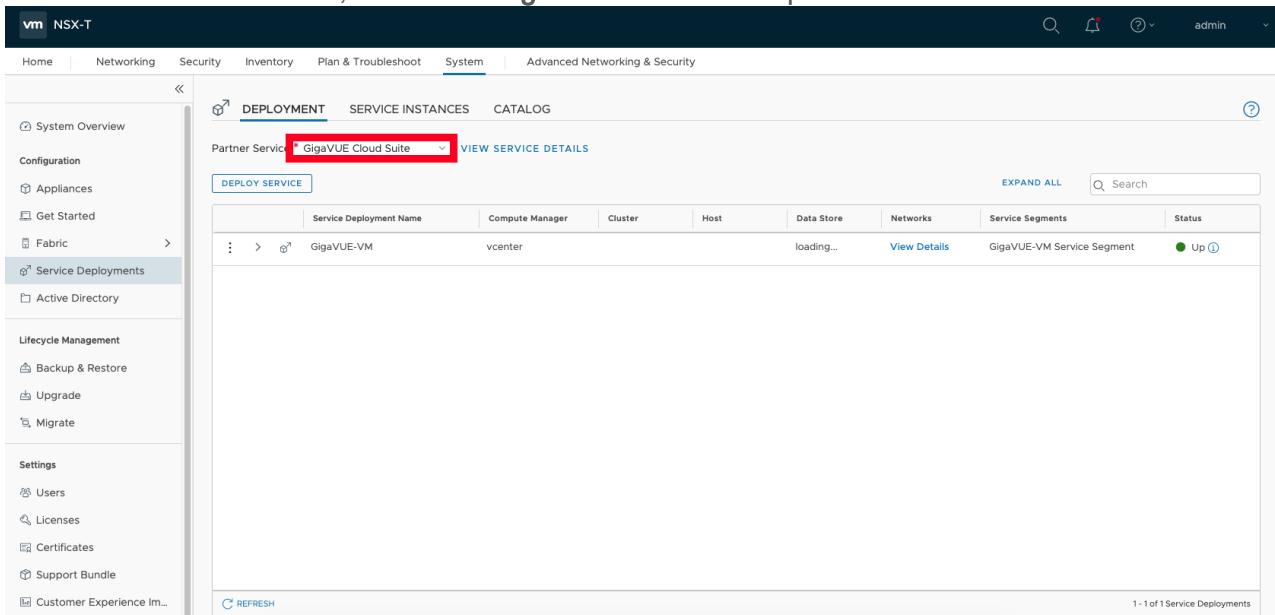 vm NSX-T admin
Home Networking Security Inventory Plan & Troubleshoot System Advanced Networking & Security
System Overview
Configuration
Appliances
Get Started
Fabric
Service Deployments
Active Directory
Lifecycle Management
Backup & Restore
Upgrade
Migrate
Settings
Users
Licenses
Certificates
Support Bundle
Customer Experience Im...
DEPLOYMENT SERVICE INSTANCES CATALOG
Partner Service * GigaVUE Cloud Suite VIEW SERVICE DETAILS
DEPLOY SERVICE EXPAND ALL Search
Service Deployment Name Compute Manager Cluster Host Data Store Networks Service Segments Status
GigaVUE-VM vcenter loading... View Details GigaVUE-VM Service Segment Up
REFRESH 1 - 1 of 1 Service Deployments